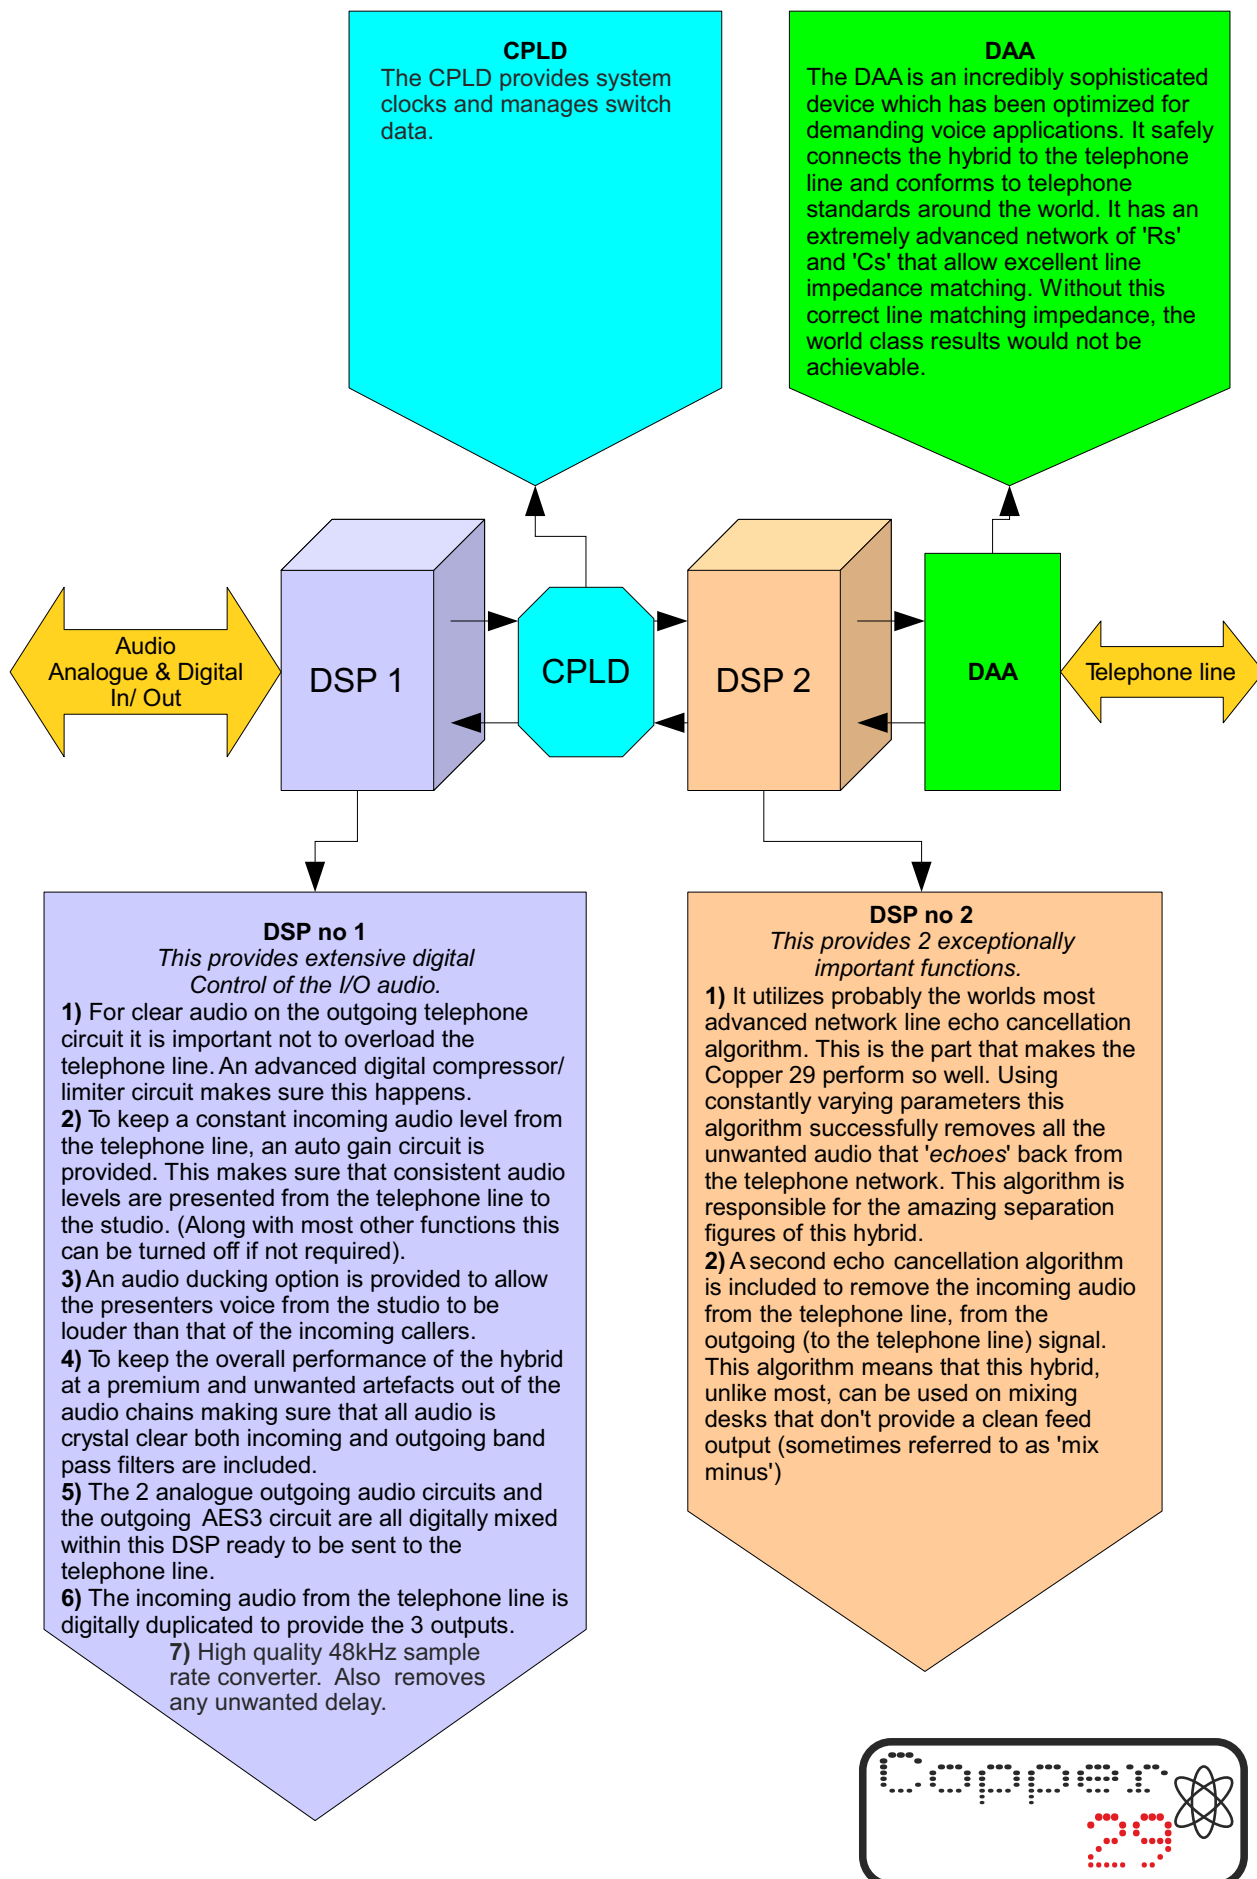 CPLD
The CPLD provides system
clocks and manages switch
data.
DAA
The DAA is an incredibly sophisticated
device which has been optimized for
demanding voice applications. It safely
connects the hybrid to the telephone
line and conforms to telephone
standards around the world. It has an
extremely advanced network of 'Rs'
and 'Cs' that allow excellent line
impedance matching. Without this
correct line matching impedance, the
world class results would not be
achievable.
Audio
Analogue & Digital
In/ Out
DSP 1
CPLD
DSP 2
DAA
Telephone line
DSP no 1
This provides extensive digital
Control of the I/O audio.
1) For clear audio on the outgoing telephone
circuit it is important not to overload the
telephone line. An advanced digital compressor/
limiter circuit makes sure this happens.
2) To keep a constant incoming audio level from
the telephone line, an auto gain circuit is
provided. This makes sure that consistent audio
levels are presented from the telephone line to
the studio. (Along with most other functions this
can be turned off if not required).
3) An audio ducking option is provided to allow
the presenters voice from the studio to be
louder than that of the incoming callers.
4) To keep the overall performance of the hybrid
at a premium and unwanted artefacts out of the
audio chains making sure that all audio is
crystal clear both incoming and outgoing band
pass filters are included.
5) The 2 analogue outgoing audio circuits and
the outgoing AES3 circuit are all digitally mixed
within this DSP ready to be sent to the
telephone line.
6) The incoming audio from the telephone line is
digitally duplicated to provide the 3 outputs.
7) High quality 48kHz sample
rate converter. Also removes
any unwanted delay.
DSP no 2
This provides 2 exceptionally
important functions.
1) It utilizes probably the worlds most
advanced network line echo cancellation
algorithm. This is the part that makes the
Copper 29 perform so well. Using
constantly varying parameters this
algorithm successfully removes all the
unwanted audio that 'echoes' back from
the telephone network. This algorithm is
responsible for the amazing separation
figures of this hybrid.
2) A second echo cancellation algorithm
is included to remove the incoming audio
from the telephone line, from the
outgoing (to the telephone line) signal.
This algorithm means that this hybrid,
unlike most, can be used on mixing
desks that don't provide a clean feed
output (sometimes referred to as 'mix
minus')
Copper
29